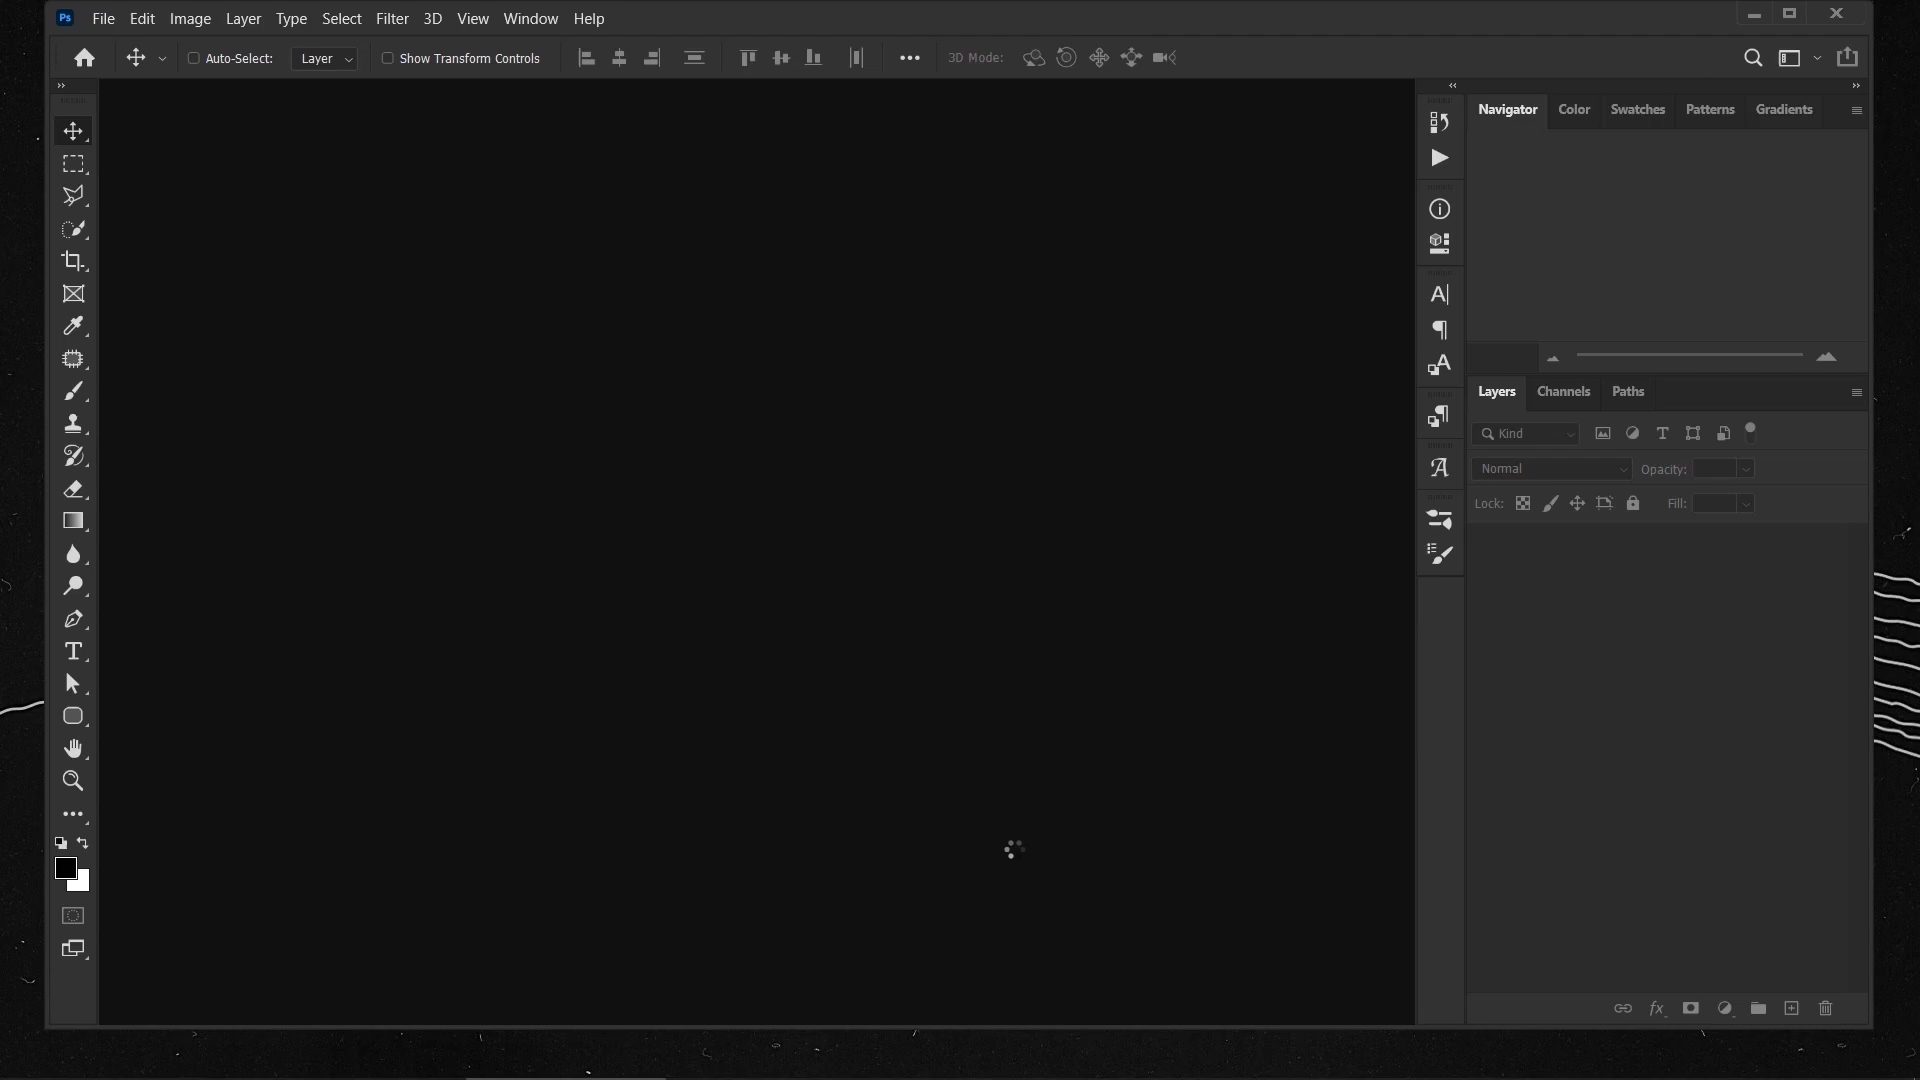 Ps File Edit Image Layer Type Select Filter 3D View Window Help
Auto-Select: Layer Show Transform Controls 3D Mode:
Navigator Color Swatches Patterns Gradients
Layers Channels Paths
Kind
Normal Opacity:
Lock: Fill: